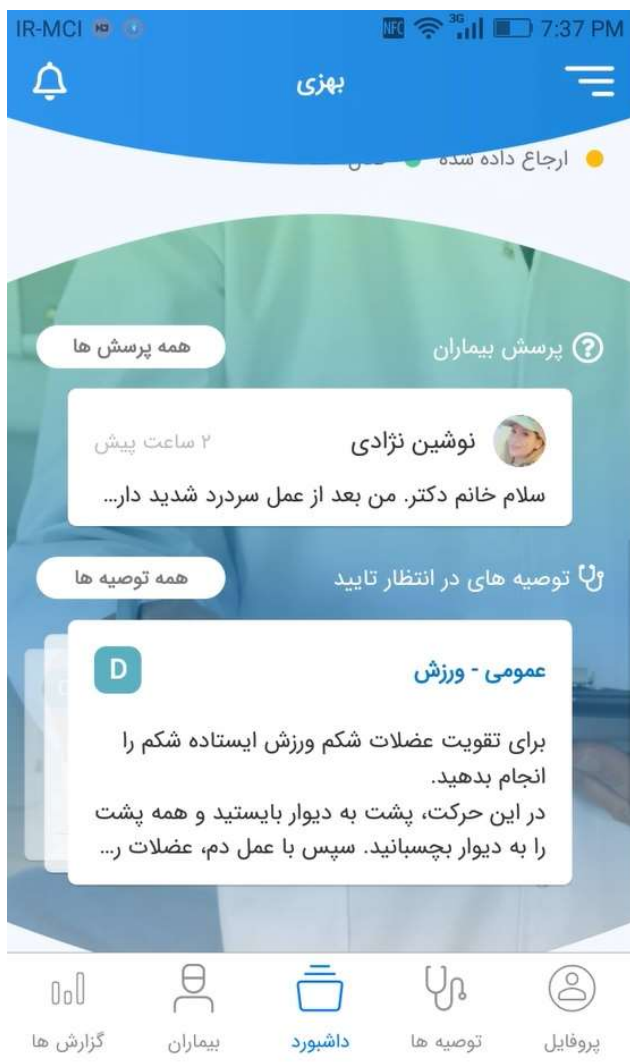 IR-MCI NFC 3G 7:37 PM
بهزی
ارجاع داده شده
پرسش بیماران
همه پرسش ها
نوشین نژادی
۲ ساعت پیش
سلام خانم دکتر. من بعد از عمل سردرد شدید دار...
توصیه های در انتظار تایید
همه توصیه ها
عمومی - ورزش
D
برای تقویت عضلات شکم ورزش ایستاده شکم را
انجام بدهید.
در این حرکت، پشت به دیوار بایستید و همه پشت
را به دیوار بچسبانید. سپس با عمل دم، عضلات ر...
پروفایل
توصیه ها
داشبورد
بیماران
گزارش ها